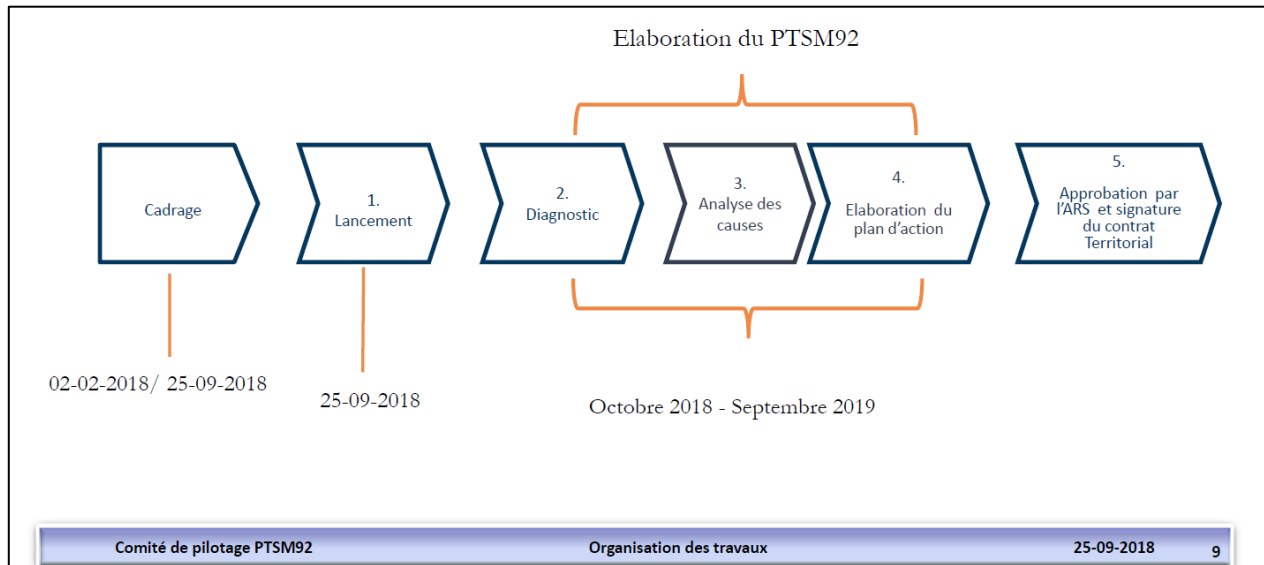 Elaboration du PTSM92
Cadrage
1.
Lancement
2.
Diagnostic
3.
Analyse des
causes
4.
Elaboration du
plan d'action
5.
Approbation par
l'ARS et signature
du contrat
Territorial
02-02-2018/ 25-09-2018
25-09-2018
Octobre 2018 - Septembre 2019
Comité de pilotage PTSM92 Organisation des travaux 25-09-2018 9